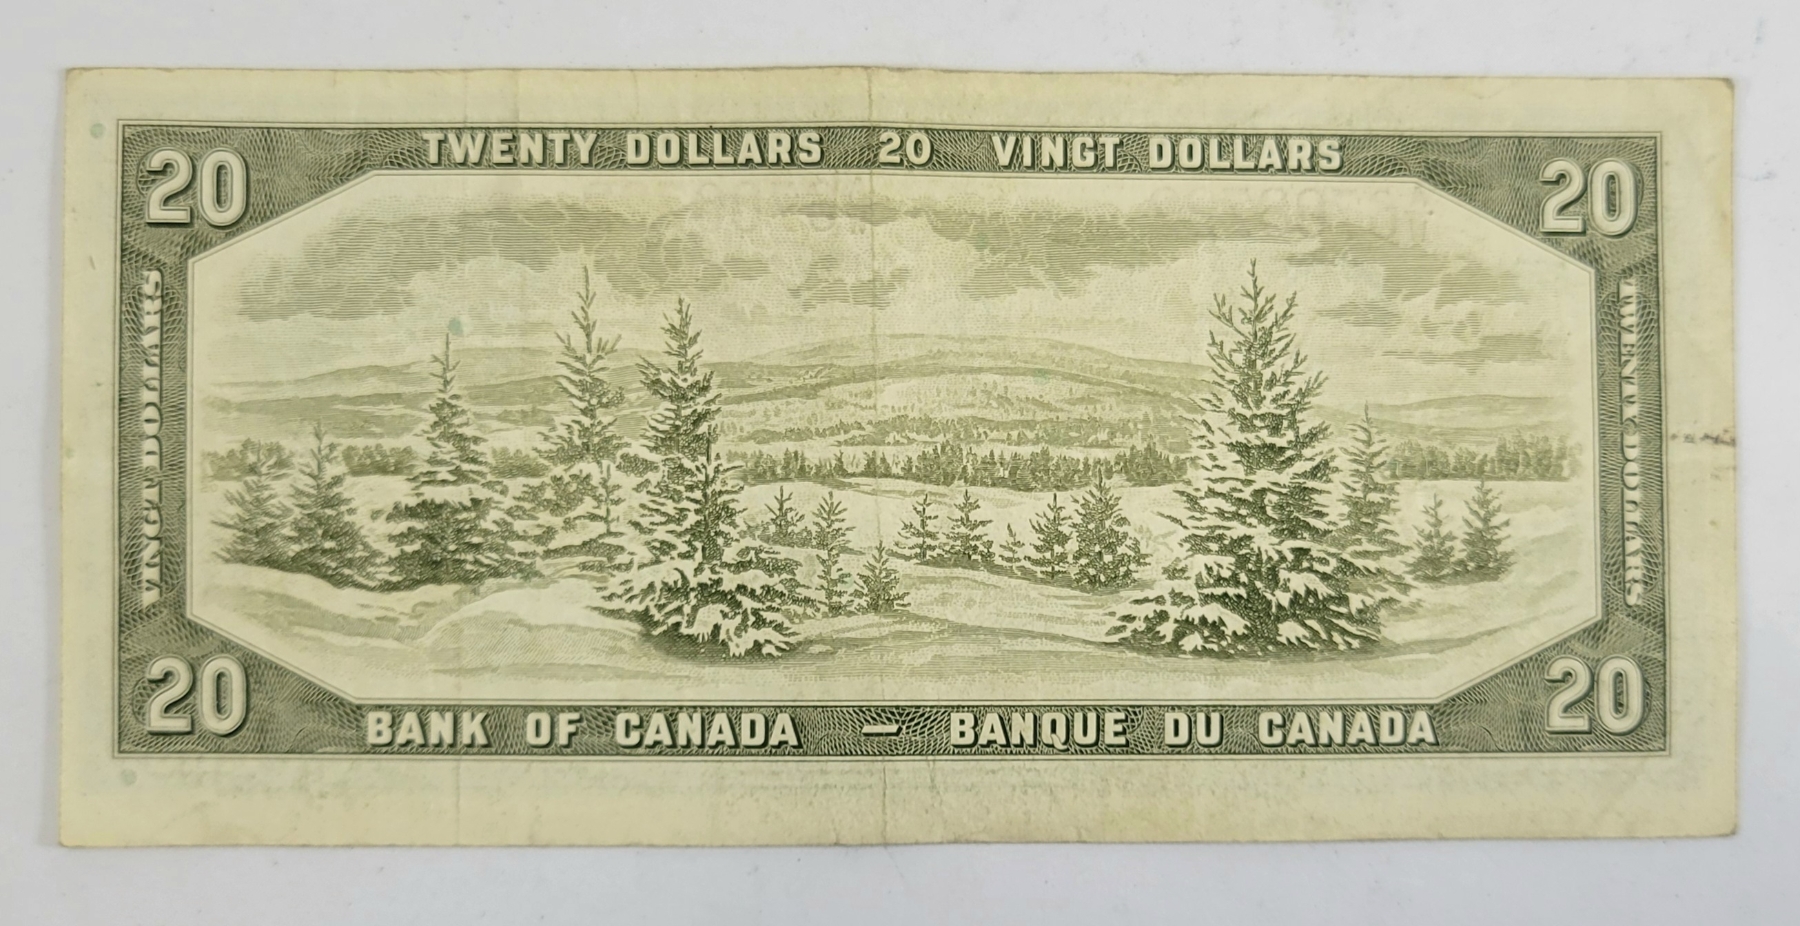 TWENTY DOLLARS 20 VINGT DOLLARS
20
20
VINGT DOLLARS
TWENTY DOLLARS
20
20
BANK OF CANADA — BANQUE DU CANADA